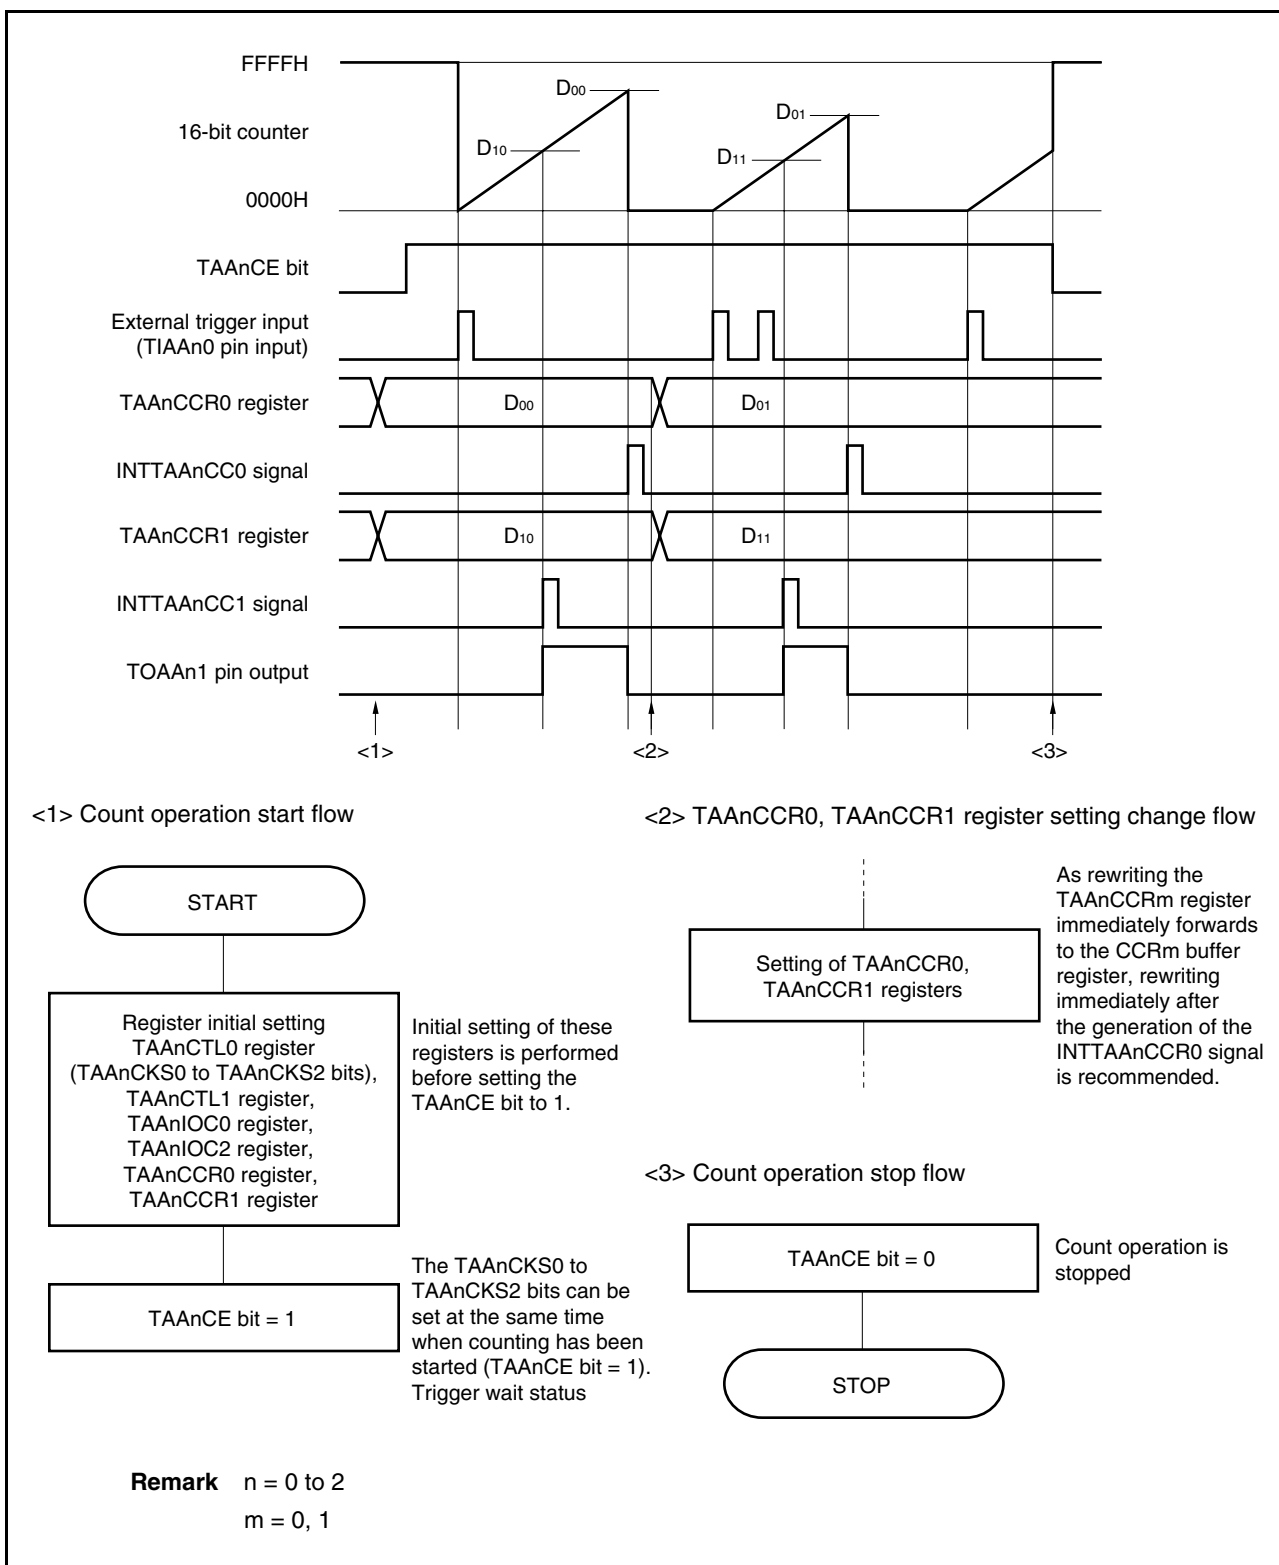 FFFFH
D00
D01
16-bit counter
D10
D11
0000H
TAAnCE bit
External trigger input
(TIAAn0 pin input)
TAAnCCR0 register
D00
D01
INTTAAnCC0 signal
TAAnCCR1 register
D10
D11
INTTAAnCC1 signal
TOAAn1 pin output
<1>
<2>
<3>
<1> Count operation start flow
START
Register initial setting
TAAnCTL0 register
(TAAnCKS0 to TAAnCKS2 bits),
TAAnCTL1 register,
TAAnIOC0 register,
TAAnIOC2 register,
TAAnCCR0 register,
TAAnCCR1 register
Initial setting of these
registers is performed
before setting the
TAAnCE bit to 1.
TAAnCE bit = 1
The TAAnCKS0 to
TAAnCKS2 bits can be
set at the same time
when counting has been
started (TAAnCE bit = 1).
Trigger wait status
<2> TAAnCCR0, TAAnCCR1 register setting change flow
Setting of TAAnCCR0,
TAAnCCR1 registers
As rewriting the
TAAnCCRm register
immediately forwards
to the CCRm buffer
register, rewriting
immediately after
the generation of the
INTTAAnCCR0 signal
is recommended.
<3> Count operation stop flow
TAAnCE bit = 0
Count operation is
stopped
STOP
Remark n = 0 to 2
m = 0, 1